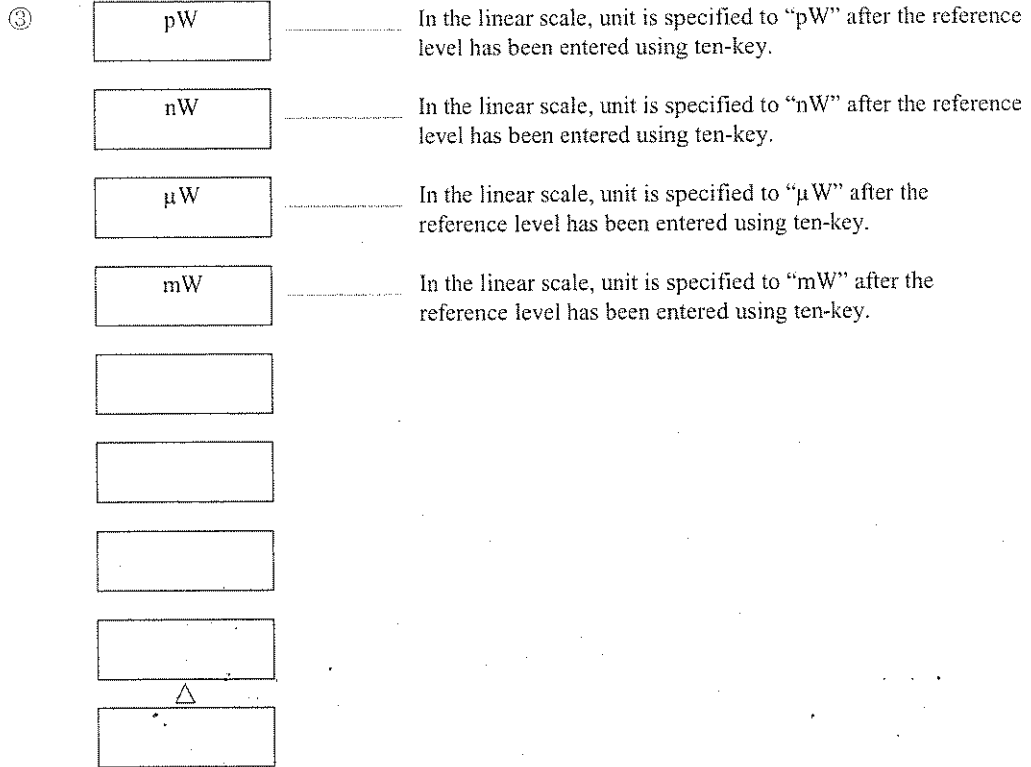 ③
pW
In the linear scale, unit is specified to “pW” after the reference
level has been entered using ten-key.
nW
In the linear scale, unit is specified to “nW” after the reference
level has been entered using ten-key.
μW
In the linear scale, unit is specified to “μW” after the
reference level has been entered using ten-key.
mW
In the linear scale, unit is specified to “mW” after the
reference level has been entered using ten-key.